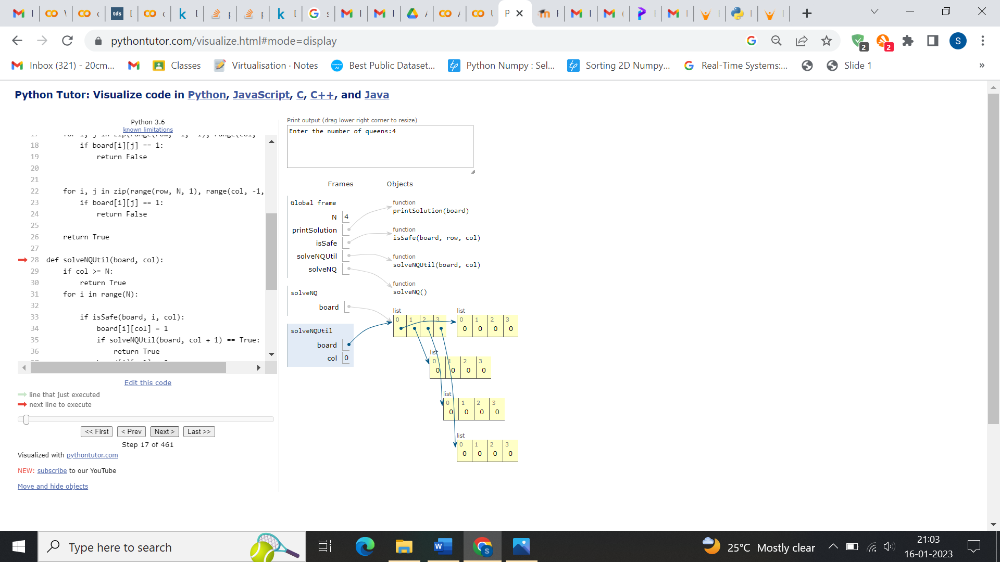 pythontutor.com/visualize.html#mode=display
2
2
S
Inbox (321) - 20cm...
Classes
Virtualisation · Notes
Best Public Dataset...
Python Numpy : Sel...
Sorting 2D Numpy...
Real-Time Systems:...
Slide 1
»
Python Tutor: Visualize code in Python, JavaScript, C, C++, and Java
Python 3.6
known limitations
18 if board[i][j] == 1:
19 return False
20
21
22 for i, j in zip(range(row, N, 1), range(col, -1,
23 if board[i][j] == 1:
24 return False
25
26 return True
27
28 def solveNQUtil(board, col):
29 if col >= N:
30 return True
31 for i in range(N):
32
33 if isSafe(board, i, col):
34 board[i][col] = 1
35 if solveNQUtil(board, col + 1) == True:
36 return True
Edit this code
line that just executed
next line to execute
<< First
< Prev
Next >
Last >>
Step 17 of 461
Visualized with pythontutor.com
NEW: subscribe to our YouTube
Move and hide objects
Print output (drag lower right corner to resize)
Enter the number of queens:4
Frames
Objects
Global frame
N 4
printSolution
isSafe
solveNQUtil
solveNQ
function
printSolution(board)
function
isSafe(board, row, col)
function
solveNQUtil(board, col)
function
solveNQ()
solveNQ
board
solveNQUtil
board
col 0
list
0 1 2 3
list
0 1 2 3
0 0 0 0
list
0 1 2 3
0 0 0 0
list
0 1 2 3
0 0 0 0
list
0 1 2 3
0 0 0 0
Type here to search
25°C Mostly clear
21:03
16-01-2023